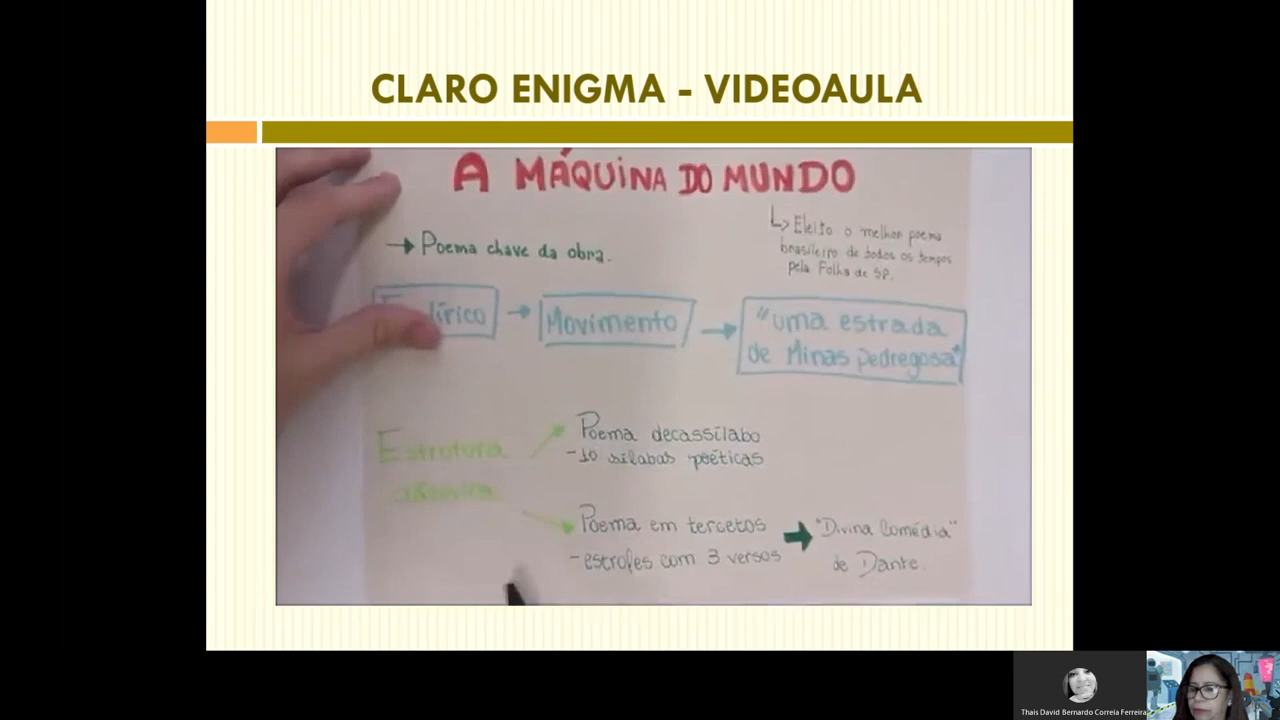 CLARO ENIGMA - VIDEOAULA
A MÁQUINA DO MUNDO
→ Poema chave da obra.
↳ Eleito o melhor poema
brasileiro de todos os tempos
pela Folha de SP.
lírico → Movimento → "uma estrada
de Minas pedregosa"
Estrutura
Poema decassílabo
-10 sílabas poéticas
Poema em tercetos → "Divina Comédia"
-estrofes com 3 versos de Dante.
Thais David Bernardo Correia Ferreira